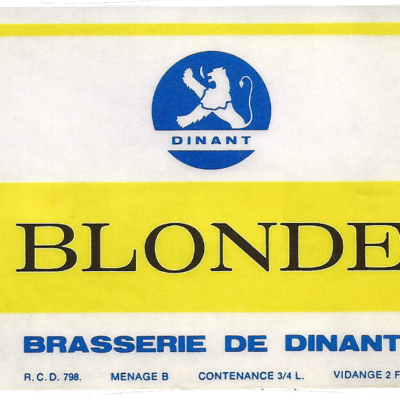 DINANT
BLONDE
BRASSERIE DE DINANT
R.C.D. 798. MENAGE B CONTENANCE 3/4 L. VIDANGE 2 F